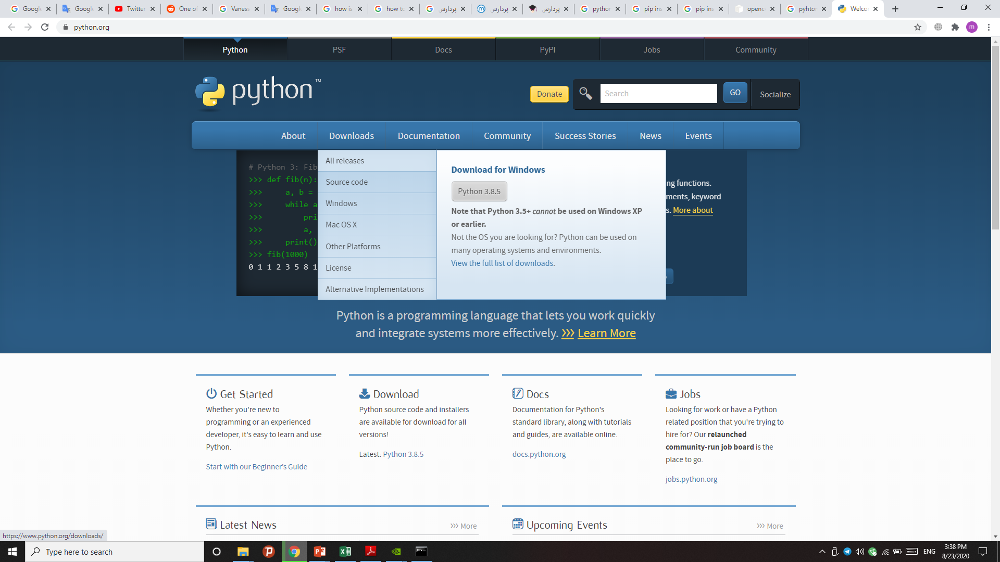 Google
Google
Twitter
One of
Vaness
Google
how is
how to
پردازش
پردازش
پردازش
python
pip ins
pip ins
openc
pyhton
Welco
python.org
m
Python
PSF
Docs
PyPI
Jobs
Community
python™
Donate
Search
GO
Socialize
About
Downloads
Documentation
Community
Success Stories
News
Events
# Python 3: Fib
>>> def fib(n):
>>> a, b =
>>> while a
>>> pri
>>> a,
>>> print()
>>> fib(1000)
0 1 1 2 3 5 8 1
All releases
Source code
Windows
Mac OS X
Other Platforms
License
Alternative Implementations
Download for Windows
Python 3.8.5
Note that Python 3.5+ cannot be used on Windows XP
or earlier.
Not the OS you are looking for? Python can be used on
many operating systems and environments.
View the full list of downloads.
ng functions.
ments, keyword
s. More about
Python is a programming language that lets you work quickly
and integrate systems more effectively. >>> Learn More
Get Started
Whether you're new to
programming or an experienced
developer, it's easy to learn and use
Python.
Start with our Beginner's Guide
Download
Python source code and installers
are available for download for all
versions!
Latest: Python 3.8.5
Docs
Documentation for Python's
standard library, along with tutorials
and guides, are available online.
docs.python.org
Jobs
Looking for work or have a Python
related position that you're trying to
hire for? Our relaunched
community-run job board is the
place to go.
jobs.python.org
Latest News
>>> More
Upcoming Events
>>> More
https://www.python.org/downloads/
Type here to search
ENG
3:38 PM
8/23/2020